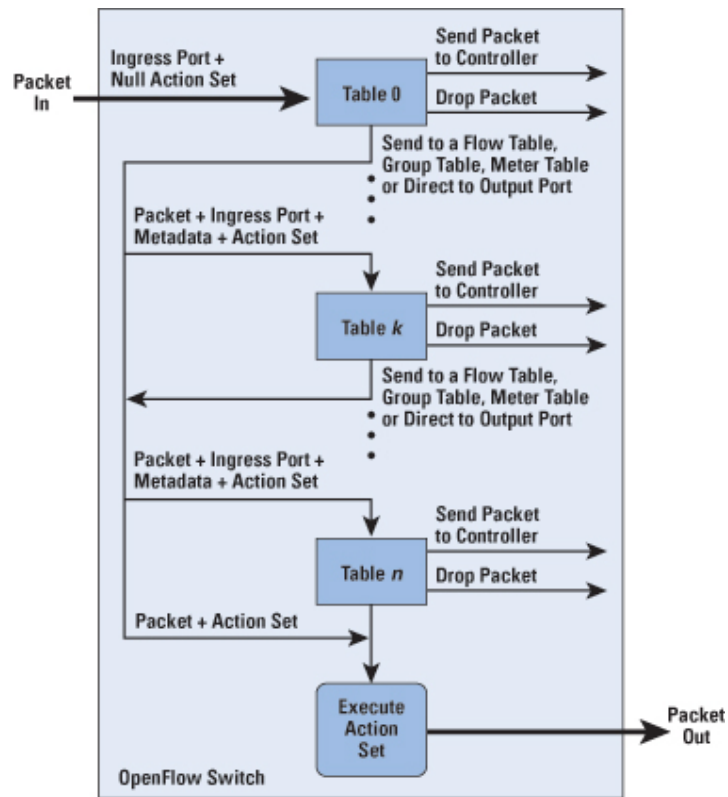 Packet
In
Ingress Port +
Null Action Set
Table 0
Send Packet
to Controller
Drop Packet
Send to a Flow Table,
Group Table, Meter Table
or Direct to Output Port
Packet + Ingress Port +
Metadata + Action Set
Table k
Send Packet
to Controller
Drop Packet
Send to a Flow Table,
Group Table, Meter Table
or Direct to Output Port
Packet + Ingress Port +
Metadata + Action Set
Table n
Send Packet
to Controller
Drop Packet
Packet + Action Set
Execute
Action
Set
Packet
Out
OpenFlow Switch